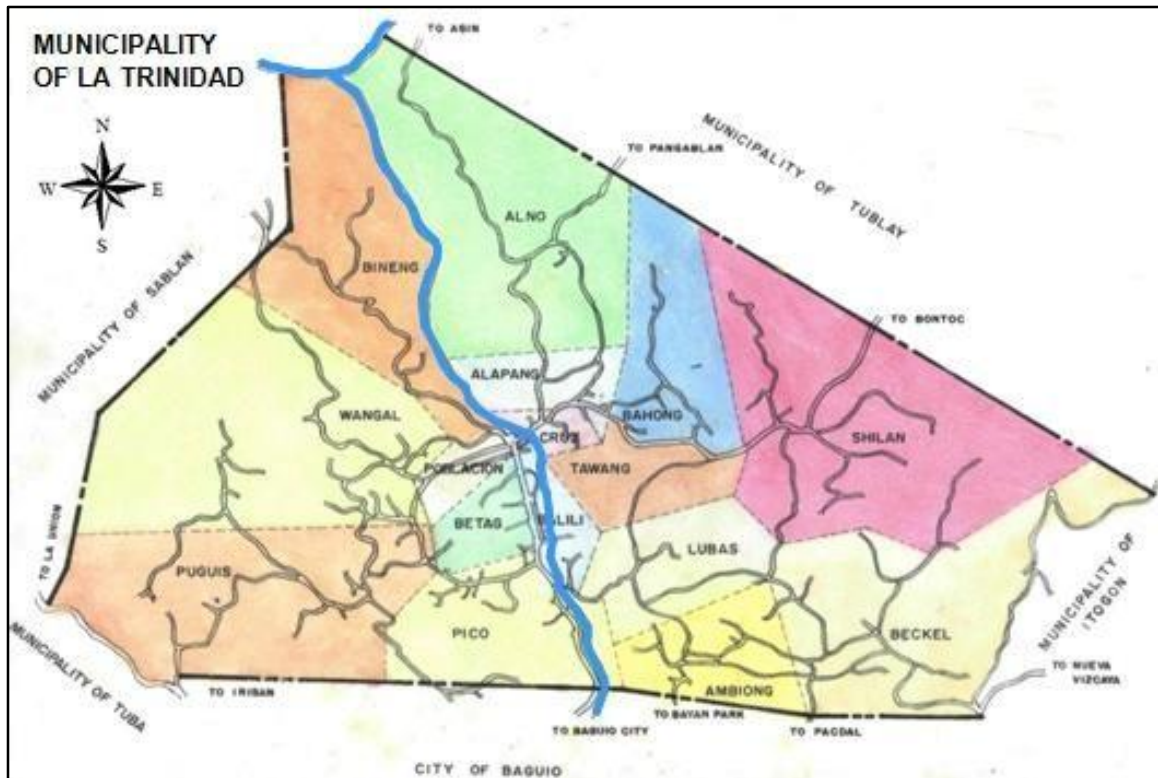 MUNICIPALITY
OF LA TRINIDAD
N
W E
S
TO ASIN
TO PANGABLAN
MUNICIPALITY OF TUBLAY
ALNO
BINENG
MUNICIPALITY OF SABLAN
TO BONTOC
ALAPANG
WANGAL
CRUZ
BAHONG
SHILAN
POBLACION
TAWANG
BETAG
BALILI
LUBAS
TO LA UNION
PUGUIS
PICO
BECKEL
MUNICIPALITY OF
ITOGON
MUNICIPALITY OF TUBA
TO IRISAN
AMBIONG
TO NUEVA
VIZCAYA
TO BAYAN PARK
TO BAGUIO CITY
TO PACDAL
CITY OF BAGUIO